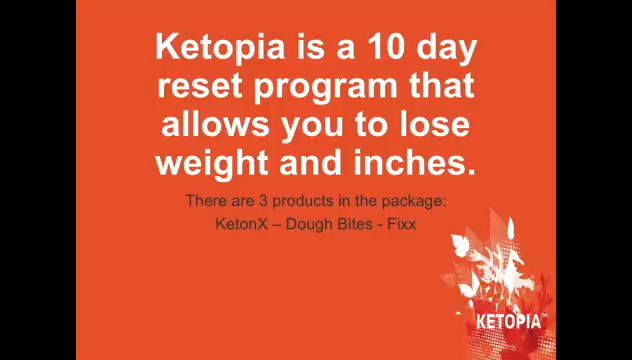 Ketopia is a 10 day
reset program that
allows you to lose
weight and inches.
There are 3 products in the package:
KetonX – Dough Bites - Fixx
KETOPIA™